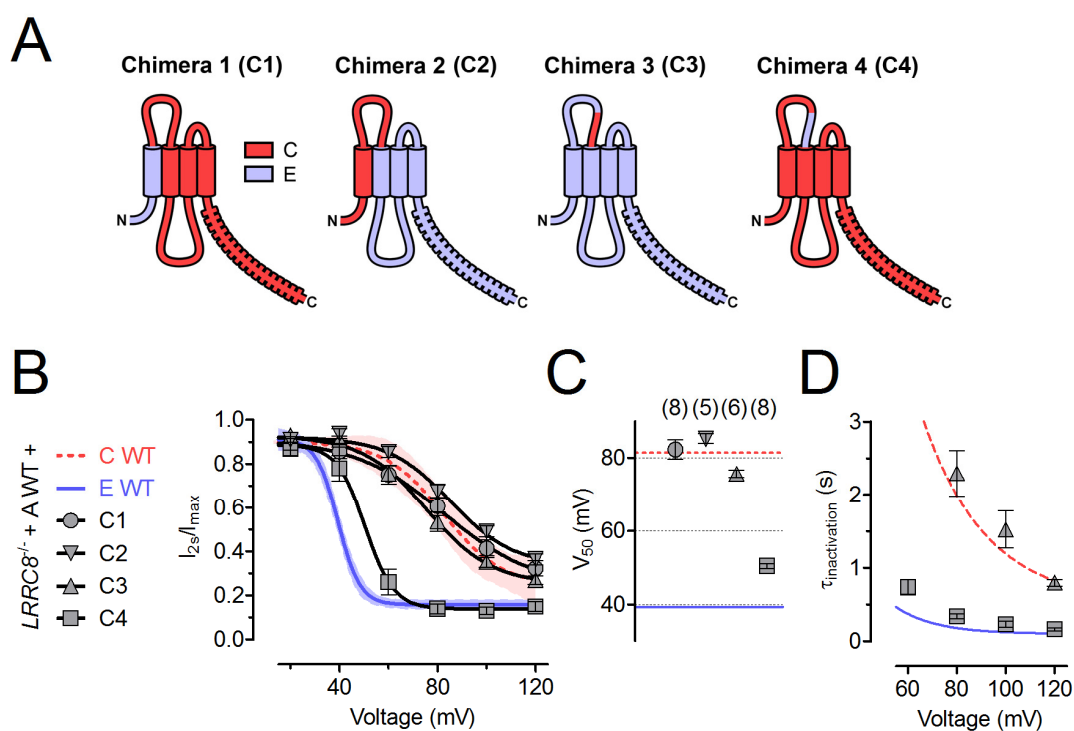 A
Chimera 1 (C1)
Chimera 2 (C2)
Chimera 3 (C3)
Chimera 4 (C4)
C
E
N
C
N
C
N
C
N
C
B
LRRC8-/- + A WT +
C WT
E WT
C1
C2
C3
C4
I2s/Imax
1.0
0.8
0.6
0.4
0.2
0.0
40
80
120
Voltage (mV)
C
(8) (5) (6) (8)
V50 (mV)
80
60
40
D
τinactivation (s)
3
2
1
0
60
80
100
120
Voltage (mV)